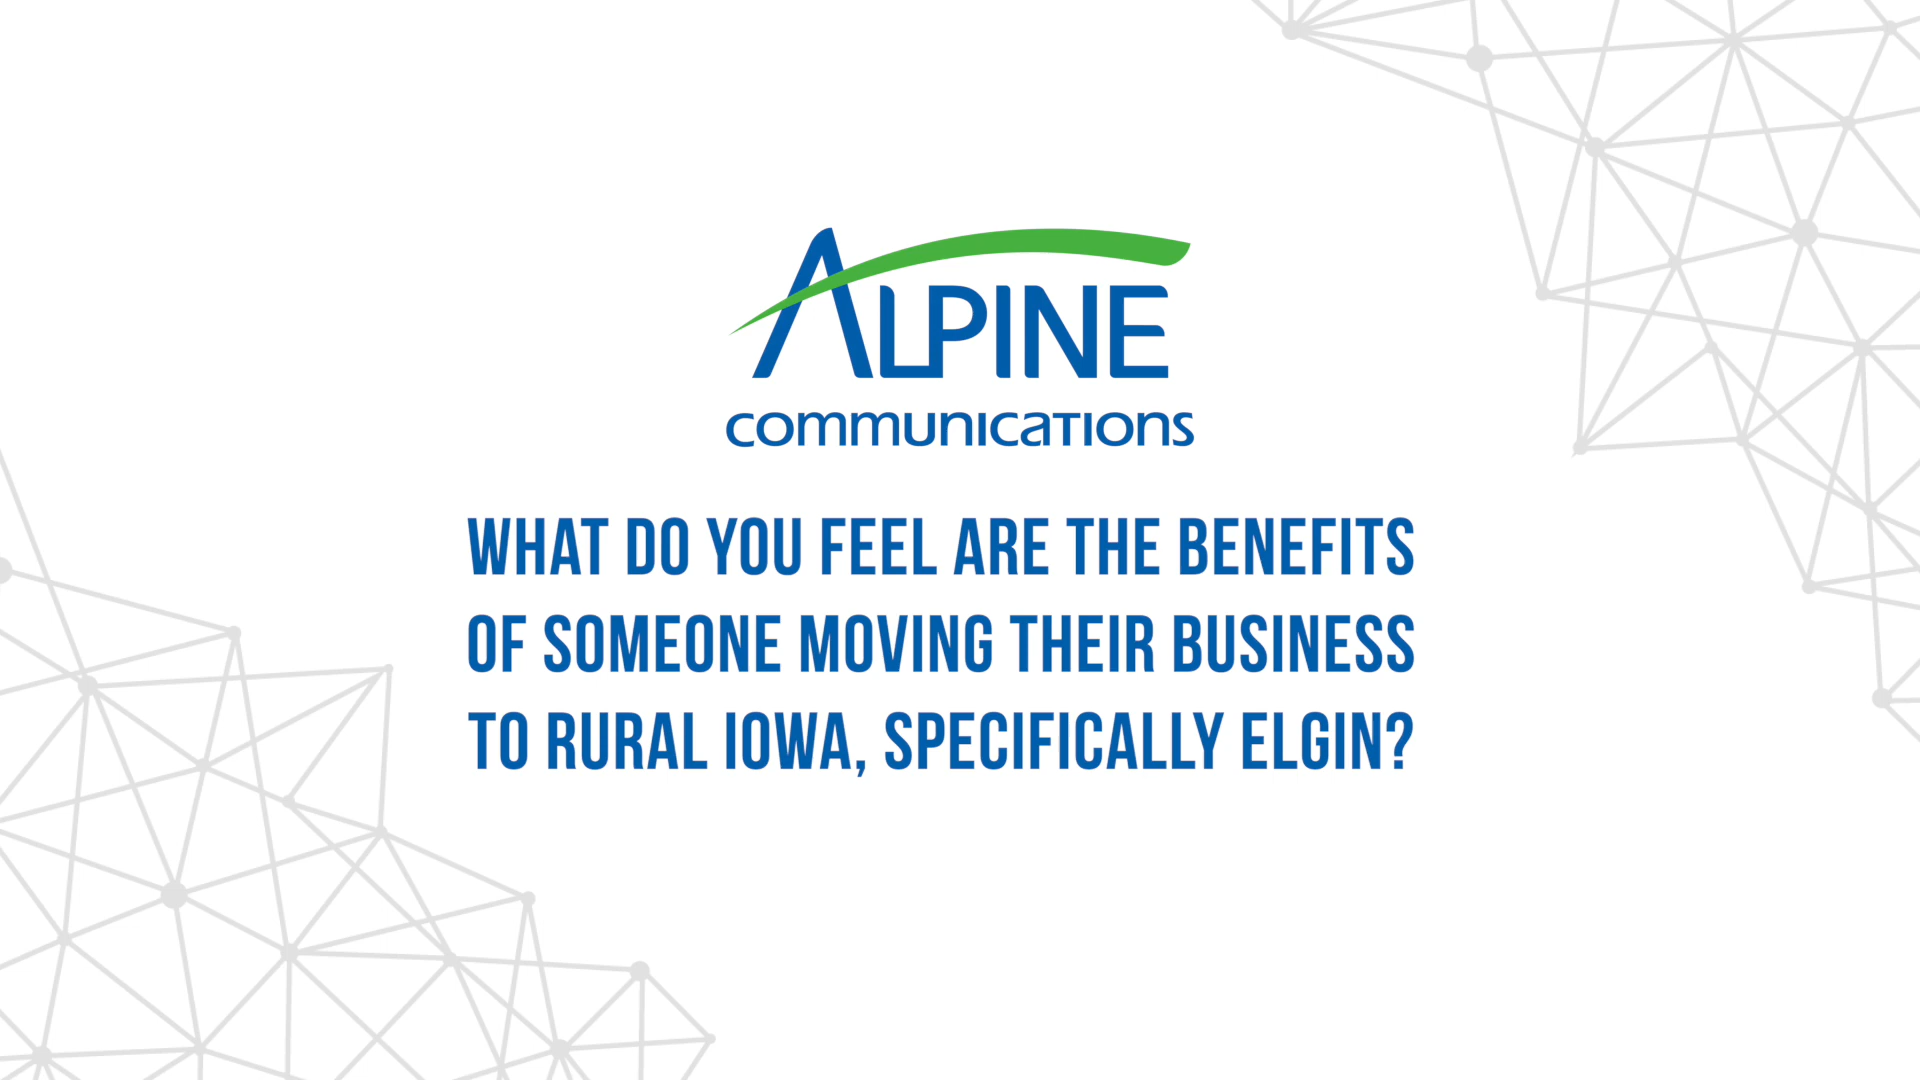 ALPINE
communications
WHAT DO YOU FEEL ARE THE BENEFITS
OF SOMEONE MOVING THEIR BUSINESS
TO RURAL IOWA, SPECIFICALLY ELGIN?